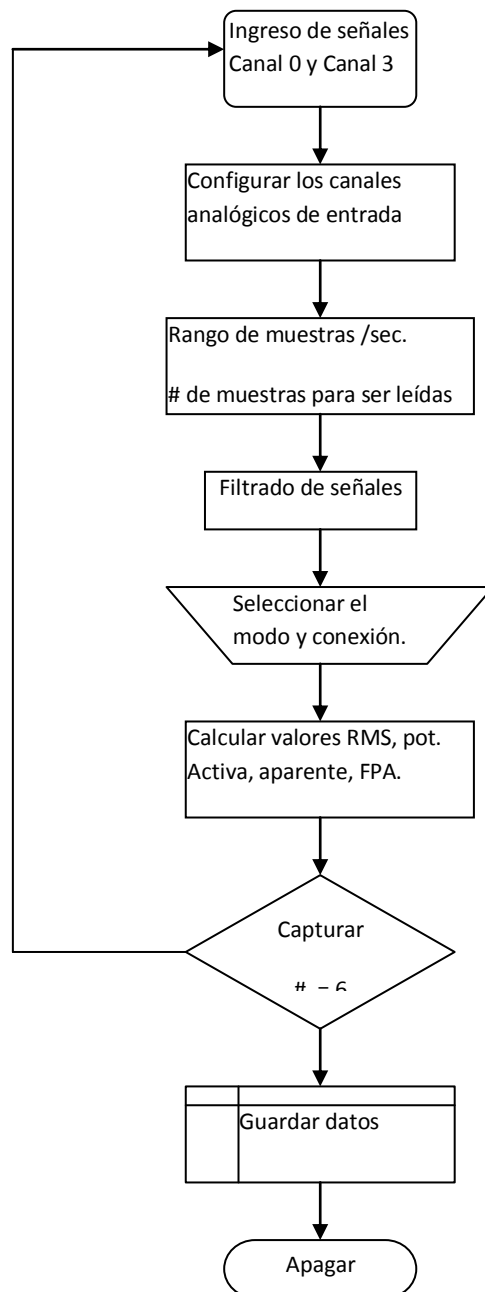 Ingreso de señales
Canal 0 y Canal 3
Configurar los canales
analógicos de entrada
Rango de muestras /sec.
# de muestras para ser leídas
Filtrado de señales
Seleccionar el
modo y conexión.
Calcular valores RMS, pot.
Activa, aparente, FPA.
Capturar
# = 6
Guardar datos
Apagar